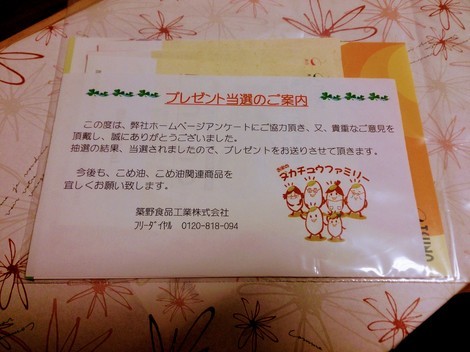 プレゼント当選のご案内
この度は、弊社ホームページアンケートにご協力頂き、又、貴重なご意見を
頂戴し、誠にありがとうございました。
抽選の結果、当選されましたので、プレゼントをお送りさせて頂きます。
今後も、こめ油、こめ油関連商品を
宜しくお願い致します。
築野食品工業株式会社
フリーダイヤル 0120-818-094
ヌカチュウファミリー